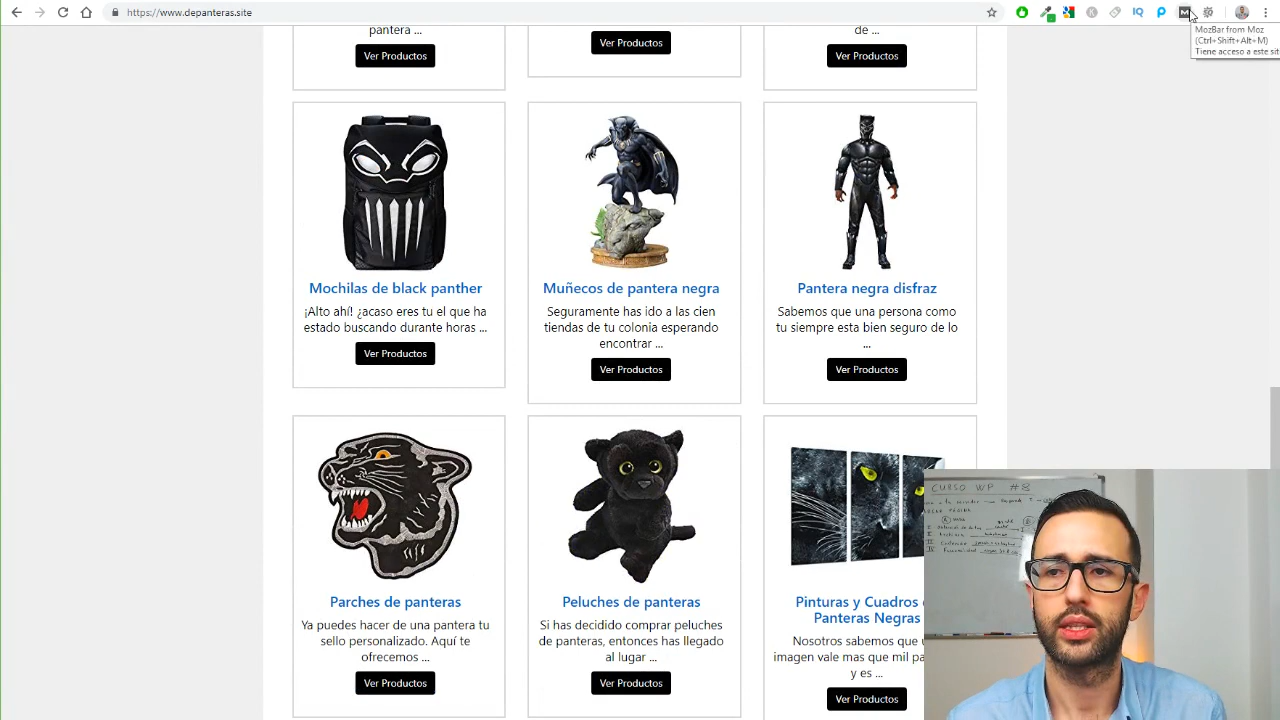 https://www.depanteras.site
MozBar from Moz
(Ctrl+Shift+Alt+M)
Tiene acceso a este sit
pantera ...
Ver Productos
Ver Productos
de ...
Ver Productos
Mochilas de black panther
¡Alto ahí! ¿acaso eres tu el que ha
estado buscando durante horas ...
Ver Productos
Muñecos de pantera negra
Seguramente has ido a las cien
tiendas de tu colonia esperando
encontrar ...
Ver Productos
Pantera negra disfraz
Sabemos que una persona como
tu siempre esta bien seguro de lo
...
Ver Productos
Parches de panteras
Ya puedes hacer de una pantera tu
sello personalizado. Aquí te
ofrecemos ...
Ver Productos
Peluches de panteras
Si has decidido comprar peluches
de panteras, entonces has llegado
al lugar ...
Ver Productos
Pinturas y Cuadros
Panteras Negras
Nosotros sabemos que
imagen vale mas que mil pa
y es ...
Ver Productos
CURSO WP #8